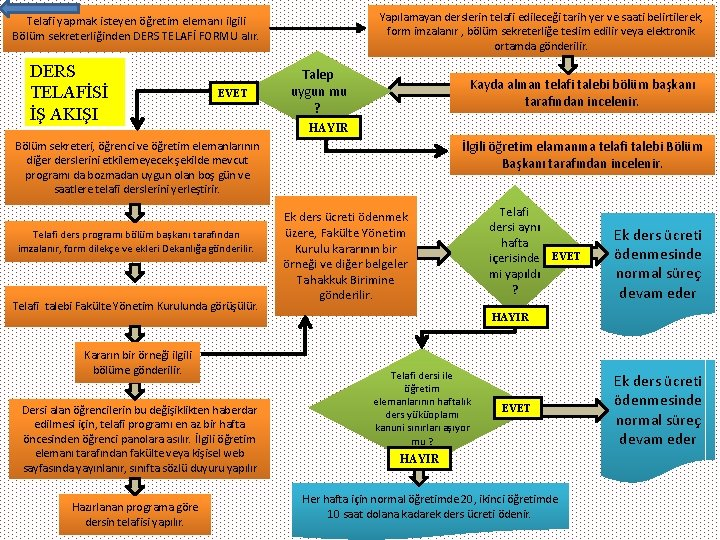 Telafi yapmak isteyen öğretim elemanı ilgili
Bölüm sekreterliğinden DERS TELAFİ FORMU alır.
Yapılamayan derslerin telafi edileceği tarih yer ve saati belirtilerek,
form imzalanır , bölüm sekreterliğe teslim edilir veya elektronik
ortamda gönderilir.
DERS
TELAFİSİ
İŞ AKIŞI
EVET
Talep
uygun mu
?
HAYIR
Kayda alınan telafi talebi bölüm başkanı
tarafından incelenir.
Bölüm sekreteri, öğrenci ve öğretim elemanlarının
diğer derslerini etkilemeyecek şekilde mevcut
programı da bozmadan uygun olan boş gün ve
saatlere telafi derslerini yerleştirir.
İlgili öğretim elamanına telafi talebi Bölüm
Başkanı tarafından incelenir.
Telafi ders programı bölüm başkanı tarafından
imzalanır, form dilekçe ve ekleri Dekanlığa gönderilir.
Ek ders ücreti ödenmek
üzere, Fakülte Yönetim
Kurulu kararının bir
örneği ve diğer belgeler
Tahakkuk Birimine
gönderilir.
Telafi
dersi aynı
hafta
içerisinde
mi yapıldı
?
EVET
Ek ders ücreti
ödenmesinde
normal süreç
devam eder
HAYIR
Telafi talebi Fakülte Yönetim Kurulunda görüşülür.
Kararın bir örneği ilgili
bölüme gönderilir.
Telafi dersi ile
öğretim
elemanlarının haftalık
ders yükütoplamı
kanuni sınırları aşıyor
mu ?
EVET
HAYIR
Ek ders ücreti
ödenmesinde
normal süreç
devam eder
Dersi alan öğrencilerin bu değişiklikten haberdar
edilmesi için, telafi programı en az bir hafta
öncesinden öğrenci panolara asılır. İlgili öğretim
elemanı tarafından fakülte veya kişisel web
sayfasında yayınlanır, sınıfta sözlü duyuru yapılır
Hazırlanan programa göre
dersin telafisi yapılır.
Her hafta için normal öğretimde 20, ikinci öğretimde
10 saat dolana kadarek ders ücreti ödenir.